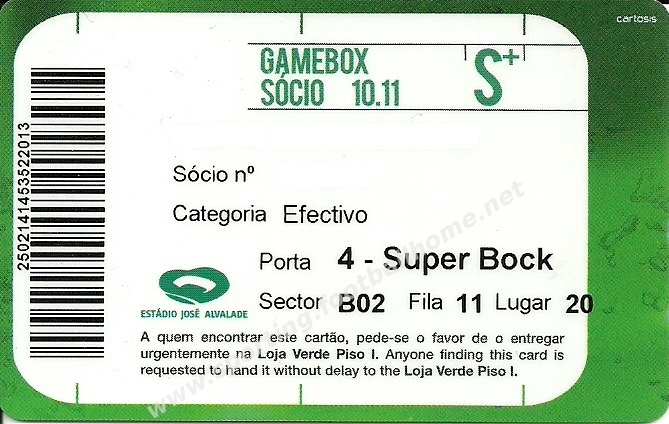 cartosis
GAMEBOX S+
SÓCIO 10.11
Sócio nº
Categoria Efectivo
Porta 4 - Super Bock
Sector B02 Fila 11 Lugar 20
ESTÁDIO JOSÉ ALVALADE
A quem encontrar este cartão, pede-se o favor de o entregar
urgentemente na Loja Verde Piso I. Anyone finding this card is
requested to hand it without delay to the Loja Verde Piso I.
2502141453522013